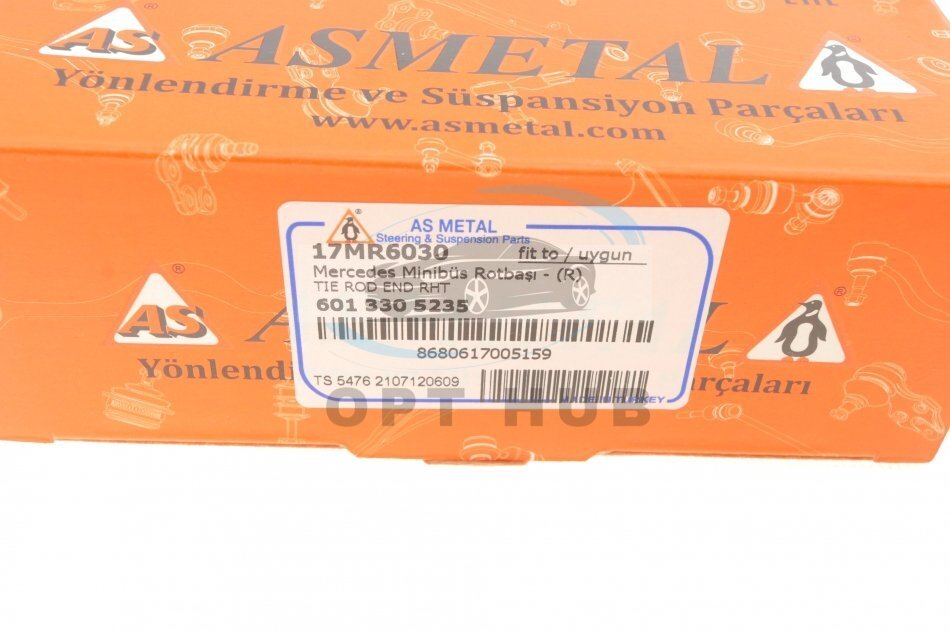 AS ® ASMETAL
Yönlendirme ve Süspansiyon Parçaları
www.asmetal.com
AS METAL
Steering & Suspension Parts
17MR6030 fit to / uygun
Mercedes Minibüs Rotbaşı - (R)
TIE ROD END RHT
601 330 5235
8680617005159
TS 5476 2107120609
MADE IN TURKEY
OPT HUB
AS ® ASMETAL
Yönlendi arçaları